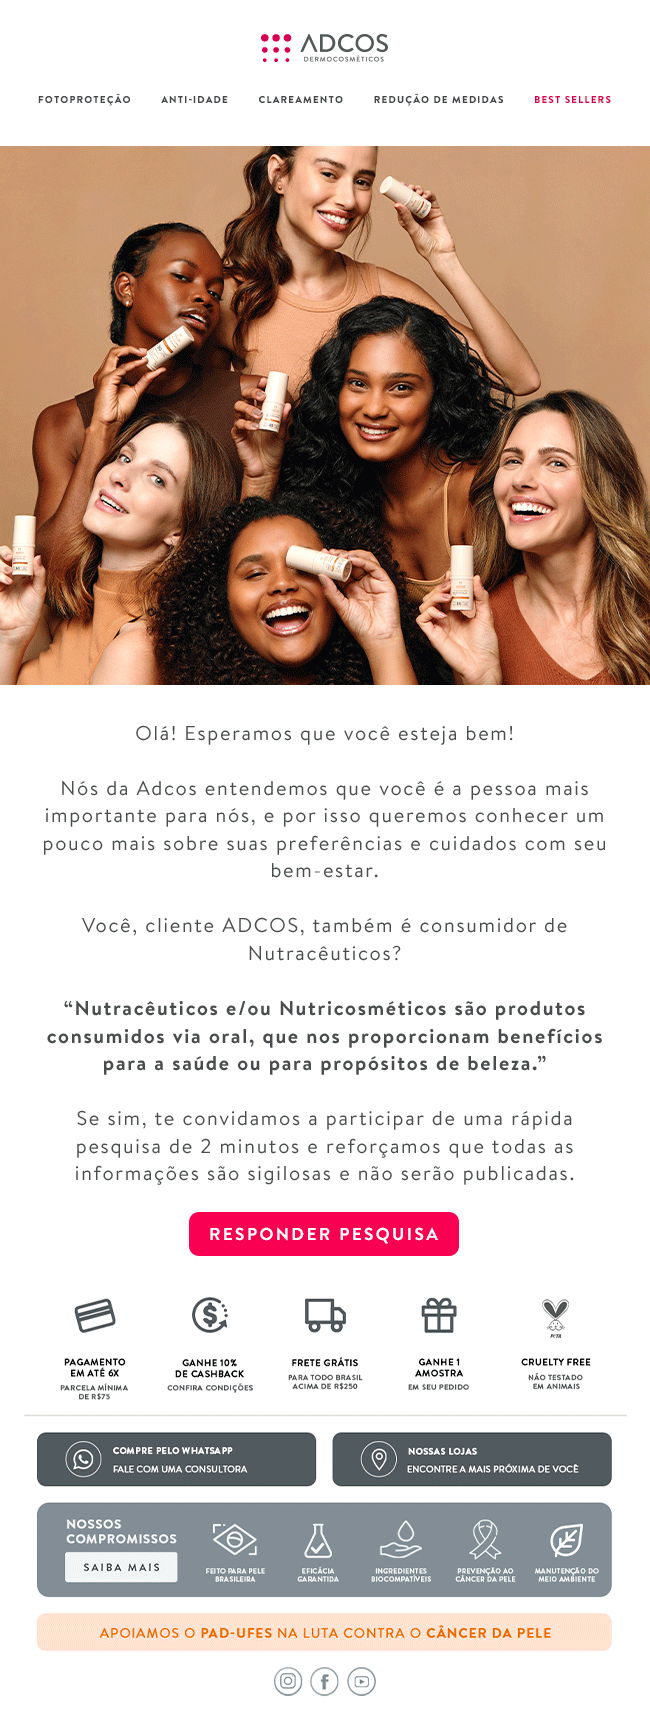 ADCOS
DERMOCOSMÉTICOS
FOTOPROTEÇÃO ANTI-IDADE CLAREAMENTO REDUÇÃO DE MEDIDAS BEST SELLERS
Olá! Esperamos que você esteja bem!
Nós da Adcos entendemos que você é a pessoa mais
importante para nós, e por isso queremos conhecer um
pouco mais sobre suas preferências e cuidados com seu
bem-estar.
Você, cliente ADCOS, também é consumidor de
Nutracêuticos?
“Nutracêuticos e/ou Nutricosméticos são produtos
consumidos via oral, que nos proporcionam benefícios
para a saúde ou para propósitos de beleza.”
Se sim, te convidamos a participar de uma rápida
pesquisa de 2 minutos e reforçamos que todas as
informações são sigilosas e não serão publicadas.
RESPONDER PESQUISA
PETA
PAGAMENTO
EM ATÉ 6X
PARCELA MÍNIMA
DE R$75
GANHE 10%
DE CASHBACK
CONFIRA CONDIÇÕES
FRETE GRÁTIS
PARA TODO BRASIL
ACIMA DE R$250
GANHE 1
AMOSTRA
EM SEU PEDIDO
CRUELTY FREE
NÃO TESTADO
EM ANIMAIS
COMPRE PELO WHATSAPP
FALE COM UMA CONSULTORA
NOSSAS LOJAS
ENCONTRE A MAIS PRÓXIMA DE VOCÊ
NOSSOS
COMPROMISSOS
SAIBA MAIS
FEITO PARA PELE
BRASILEIRA
EFICÁCIA
GARANTIDA
INGREDIENTES
BIOCOMPATÍVEIS
PREVENÇÃO AO
CÂNCER DA PELE
MANUTENÇÃO DO
MEIO AMBIENTE
APOIAMOS O PAD-UFES NA LUTA CONTRA O CÂNCER DA PELE